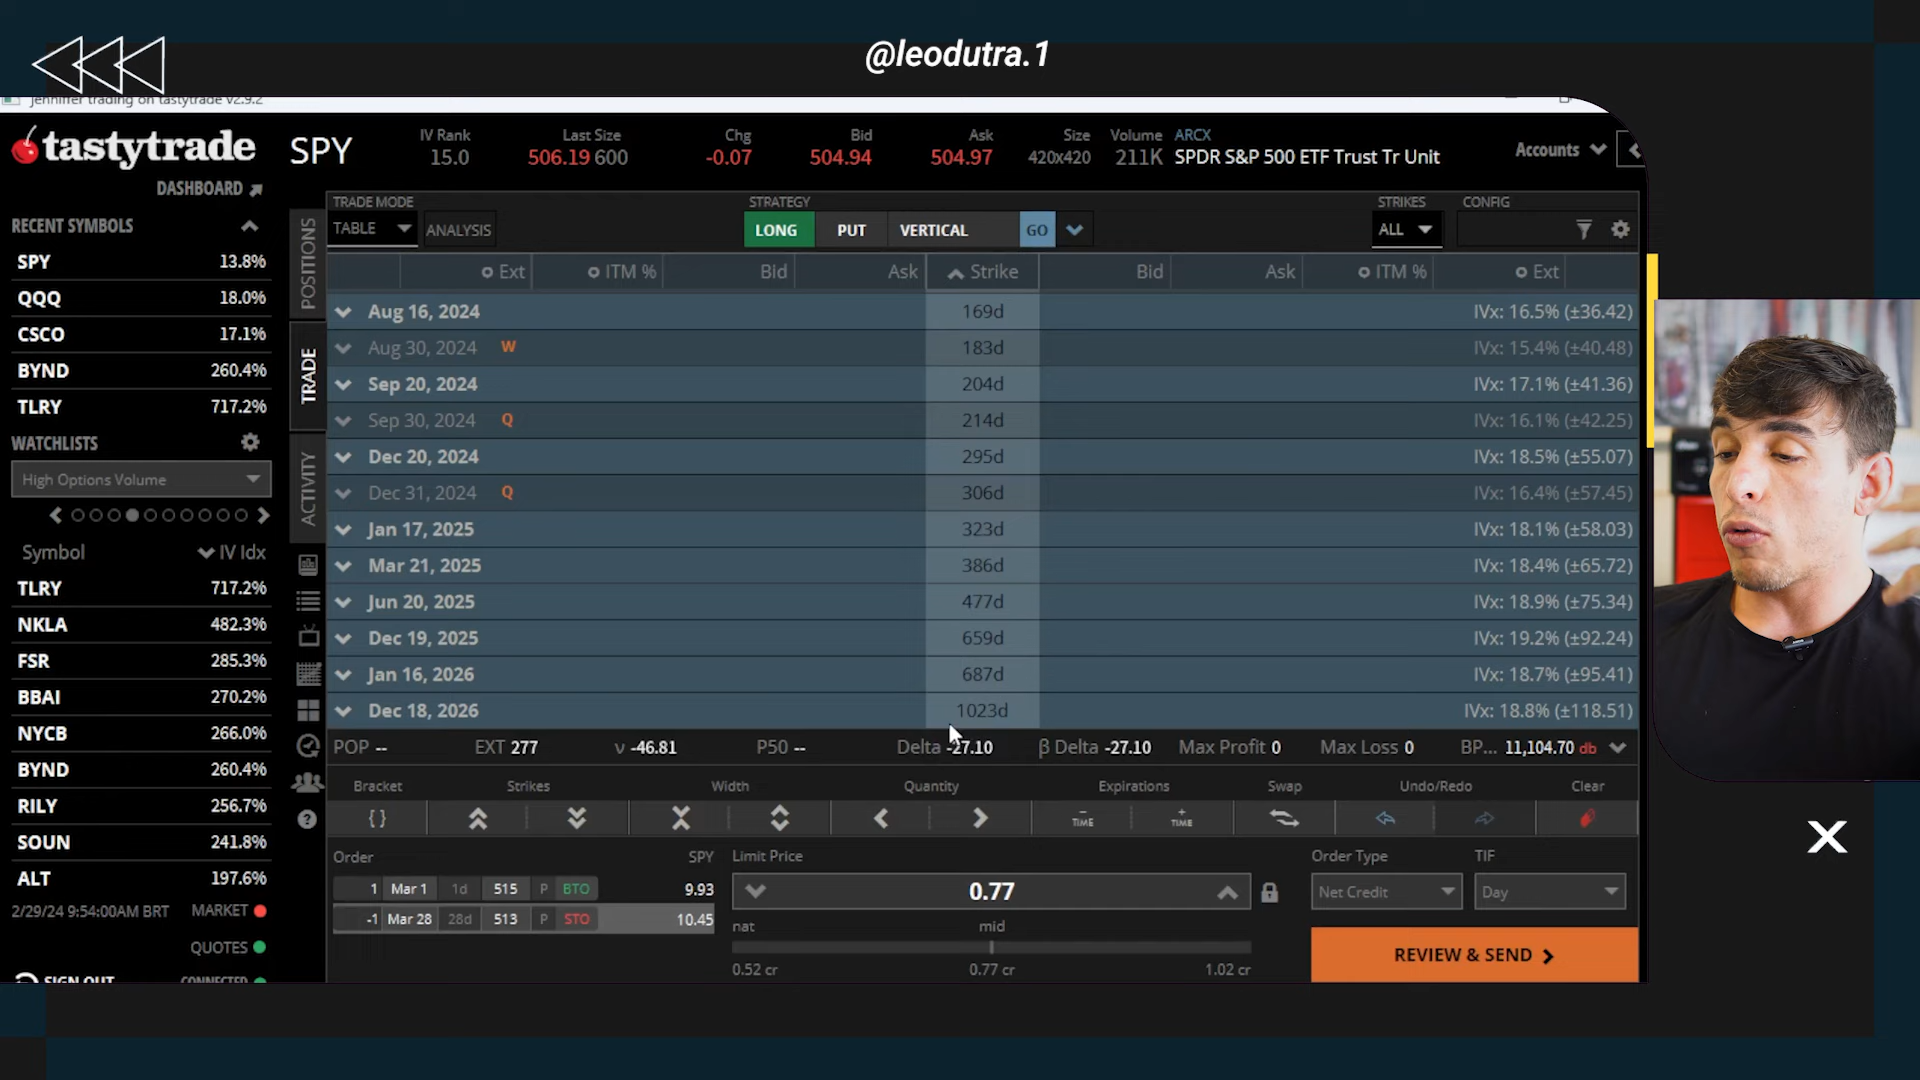 @leodutra.1
Jenniffer trading on tastytrade v2.9.2
tastytrade
DASHBOARD
SPY
IV Rank
15.0
Last Size
506.19 600
Chg
-0.07
Bid
504.94
Ask
504.97
Size
420x420
Volume
211K
ARCX
SPDR S&P 500 ETF Trust Tr Unit
Accounts
RECENT SYMBOLS
SPY 13.8%
QQQ 18.0%
CSCO 17.1%
BYND 260.4%
TLRY 717.2%
WATCHLISTS
High Options Volume
Symbol IV Idx
TLRY 717.2%
NKLA 482.3%
FSR 285.3%
BBAI 270.2%
NYCB 266.0%
BYND 260.4%
RILY 256.7%
SOUN 241.8%
ALT 197.6%
2/29/24 9:54:00AM BRT MARKET
QUOTES
SIGN OUT CONNECTED
POSITIONS
TRADE
ACTIVITY
TRADE MODE
TABLE ANALYSIS
STRATEGY
LONG PUT VERTICAL GO
STRIKES
ALL
CONFIG
Ext ITM % Bid Ask Strike Bid Ask ITM % Ext
Aug 16, 2024 169d IVx: 16.5% (±36.42)
Aug 30, 2024 W 183d IVx: 15.4% (±40.48)
Sep 20, 2024 204d IVx: 17.1% (±41.36)
Sep 30, 2024 Q 214d IVx: 16.1% (±42.25)
Dec 20, 2024 295d IVx: 18.5% (±55.07)
Dec 31, 2024 Q 306d IVx: 16.4% (±57.45)
Jan 17, 2025 323d IVx: 18.1% (±58.03)
Mar 21, 2025 386d IVx: 18.4% (±65.72)
Jun 20, 2025 477d IVx: 18.9% (±75.34)
Dec 19, 2025 659d IVx: 19.2% (±92.24)
Jan 16, 2026 687d IVx: 18.7% (±95.41)
Dec 18, 2026 1023d IVx: 18.8% (±118.51)
POP -- EXT 277 ν -46.81 P50 -- Delta -27.10 β Delta -27.10 Max Profit 0 Max Loss 0 BP... 11,104.70 db
Bracket Strikes Width Quantity Expirations Swap Undo/Redo Clear
{ } − TIME + TIME
Order SPY
1 Mar 1 1d 515 P BTO 9.93
-1 Mar 28 28d 513 P STO 10.45
Limit Price
0.77
nat mid
0.52 cr 0.77 cr 1.02 cr
Order Type
Net Credit
TIF
Day
REVIEW & SEND